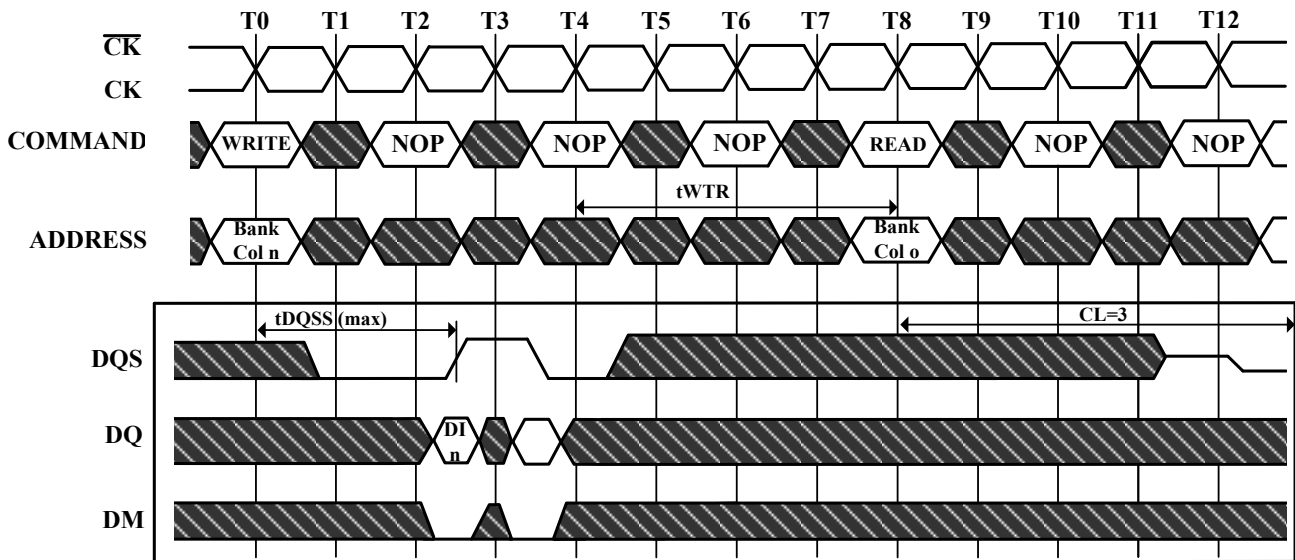 T0 T1 T2 T3 T4 T5 T6 T7 T8 T9 T10 T11 T12
CK
CK
COMMAND WRITE NOP NOP NOP READ NOP NOP
tWTR
ADDRESS Bank Col n Bank Col o
tDQSS (max) CL=3
DQS
DQ DI n
DM